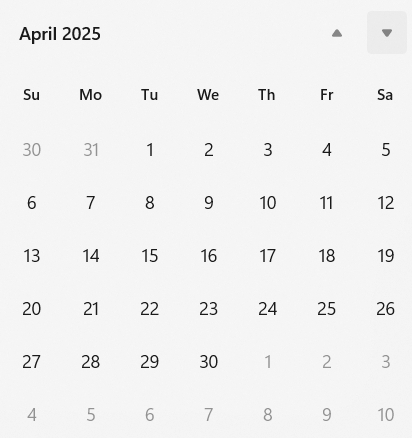 April 2025
Su Mo Tu We Th Fr Sa
30 31 1 2 3 4 5
6 7 8 9 10 11 12
13 14 15 16 17 18 19
20 21 22 23 24 25 26
27 28 29 30 1 2 3
4 5 6 7 8 9 10